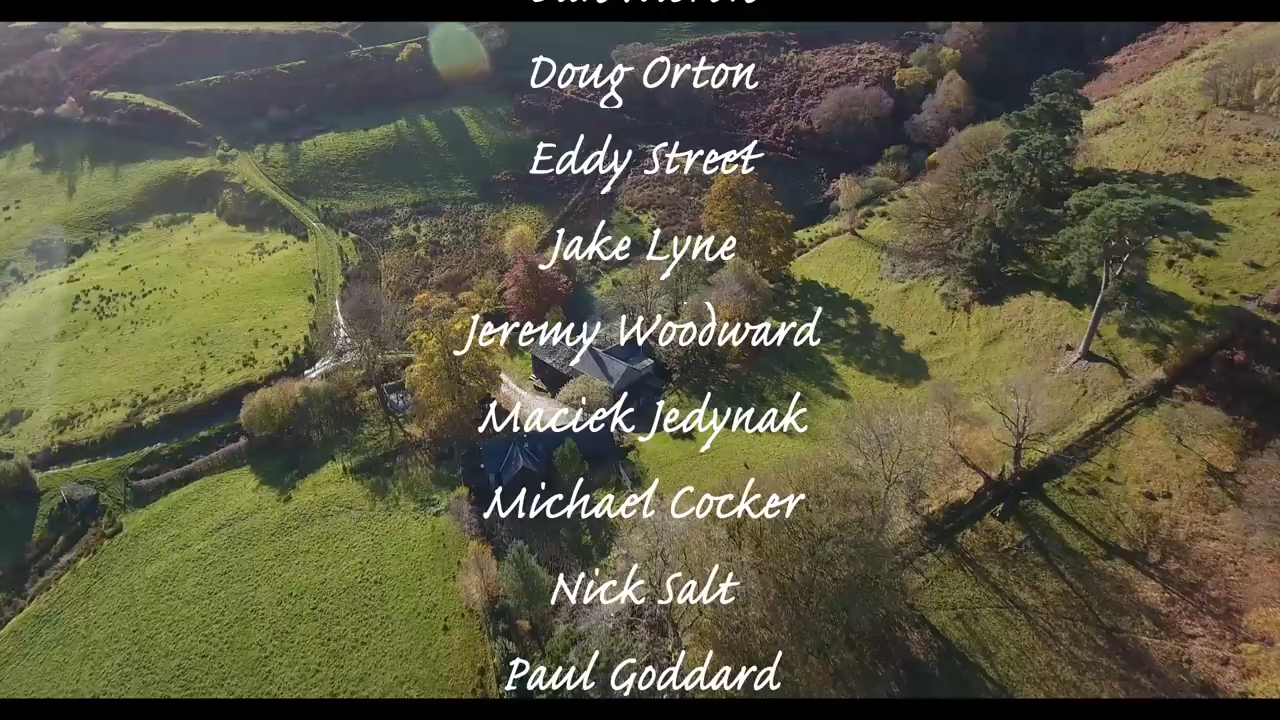 Doug Orton
Eddy Street
Jake Lyne
Jeremy Woodward
Maciek Jedynak
Michael Cocker
Nick Salt
Paul Goddard